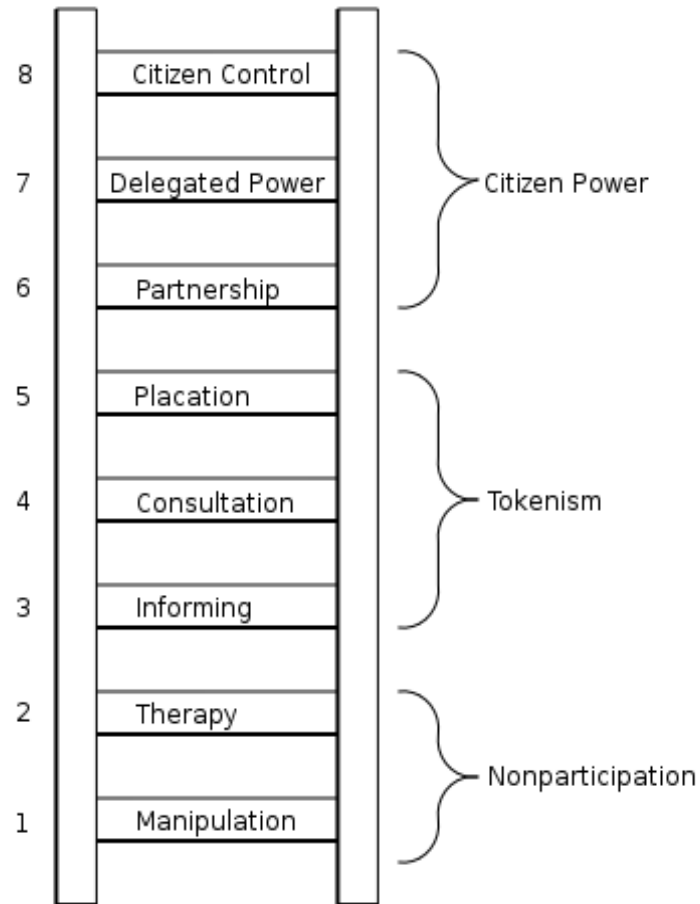 8 Citizen Control
7 Delegated Power
Citizen Power
6 Partnership
5 Placation
4 Consultation
Tokenism
3 Informing
2 Therapy
Nonparticipation
1 Manipulation